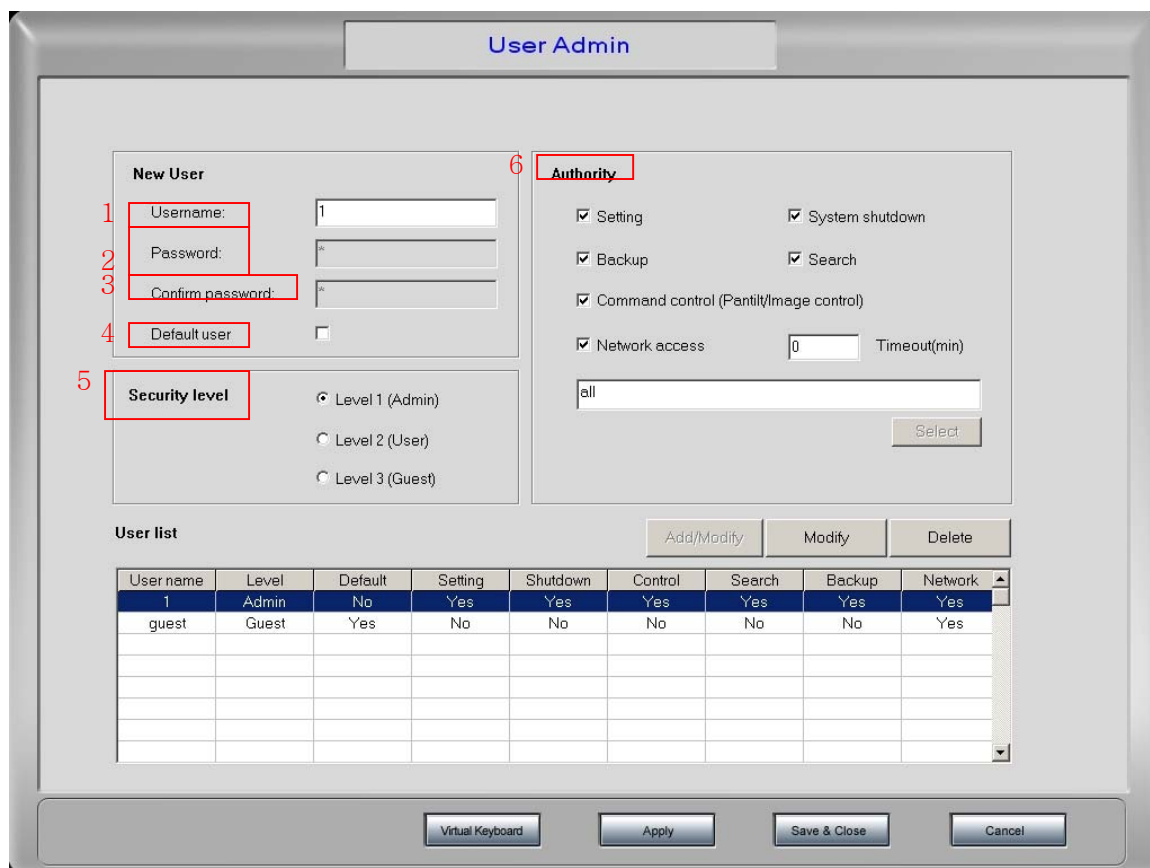 User Admin
New User
1 Username: 1
2 Password: *
3 Confirm password: *
4 Default user
5 Security level
Level 1 (Admin)
Level 2 (User)
Level 3 (Guest)
6 Authority
Setting System shutdown
Backup Search
Command control (Pantilt/Image control)
Network access 0 Timeout(min)
all
Select
User list
Add/Modify Modify Delete
User name Level Default Setting Shutdown Control Search Backup Network
1 Admin No Yes Yes Yes Yes Yes Yes
guest Guest Yes No No No No No Yes
Virtual Keyboard Apply Save & Close Cancel